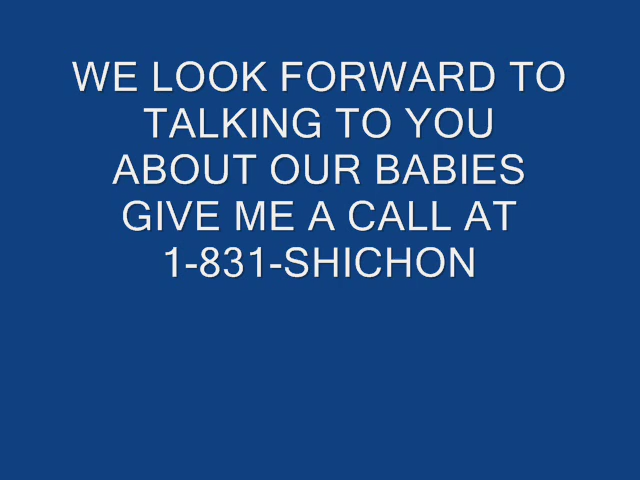 WE LOOK FORWARD TO
TALKING TO YOU
ABOUT OUR BABIES
GIVE ME A CALL AT
1-831-SHICHON